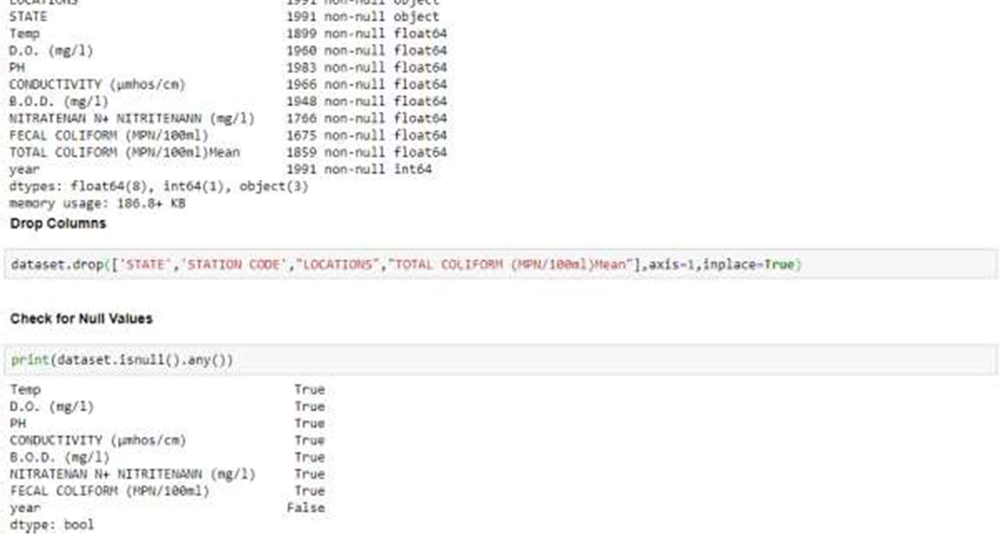 LOCATIONS 1991 non-null object
STATE 1991 non-null object
Temp 1899 non-null float64
D.O. (mg/l) 1960 non-null float64
PH 1983 non-null float64
CONDUCTIVITY (µmhos/cm) 1966 non-null float64
B.O.D. (mg/l) 1948 non-null float64
NITRATENAN N+ NITRITENANN (mg/l) 1766 non-null float64
FECAL COLIFORM (MPN/100ml) 1675 non-null float64
TOTAL COLIFORM (MPN/100ml)Mean 1859 non-null float64
year 1991 non-null int64
dtypes: float64(8), int64(1), object(3)
memory usage: 186.8+ KB
Drop Columns
dataset.drop(['STATE','STATION CODE',"LOCATIONS","TOTAL COLIFORM (MPN/100ml)Mean"],axis=1,inplace=True)
Check for Null Values
print(dataset.isnull().any())
Temp True
D.O. (mg/l) True
PH True
CONDUCTIVITY (µmhos/cm) True
B.O.D. (mg/l) True
NITRATENAN N+ NITRITENANN (mg/l) True
FECAL COLIFORM (MPN/100ml) True
year False
dtype: bool